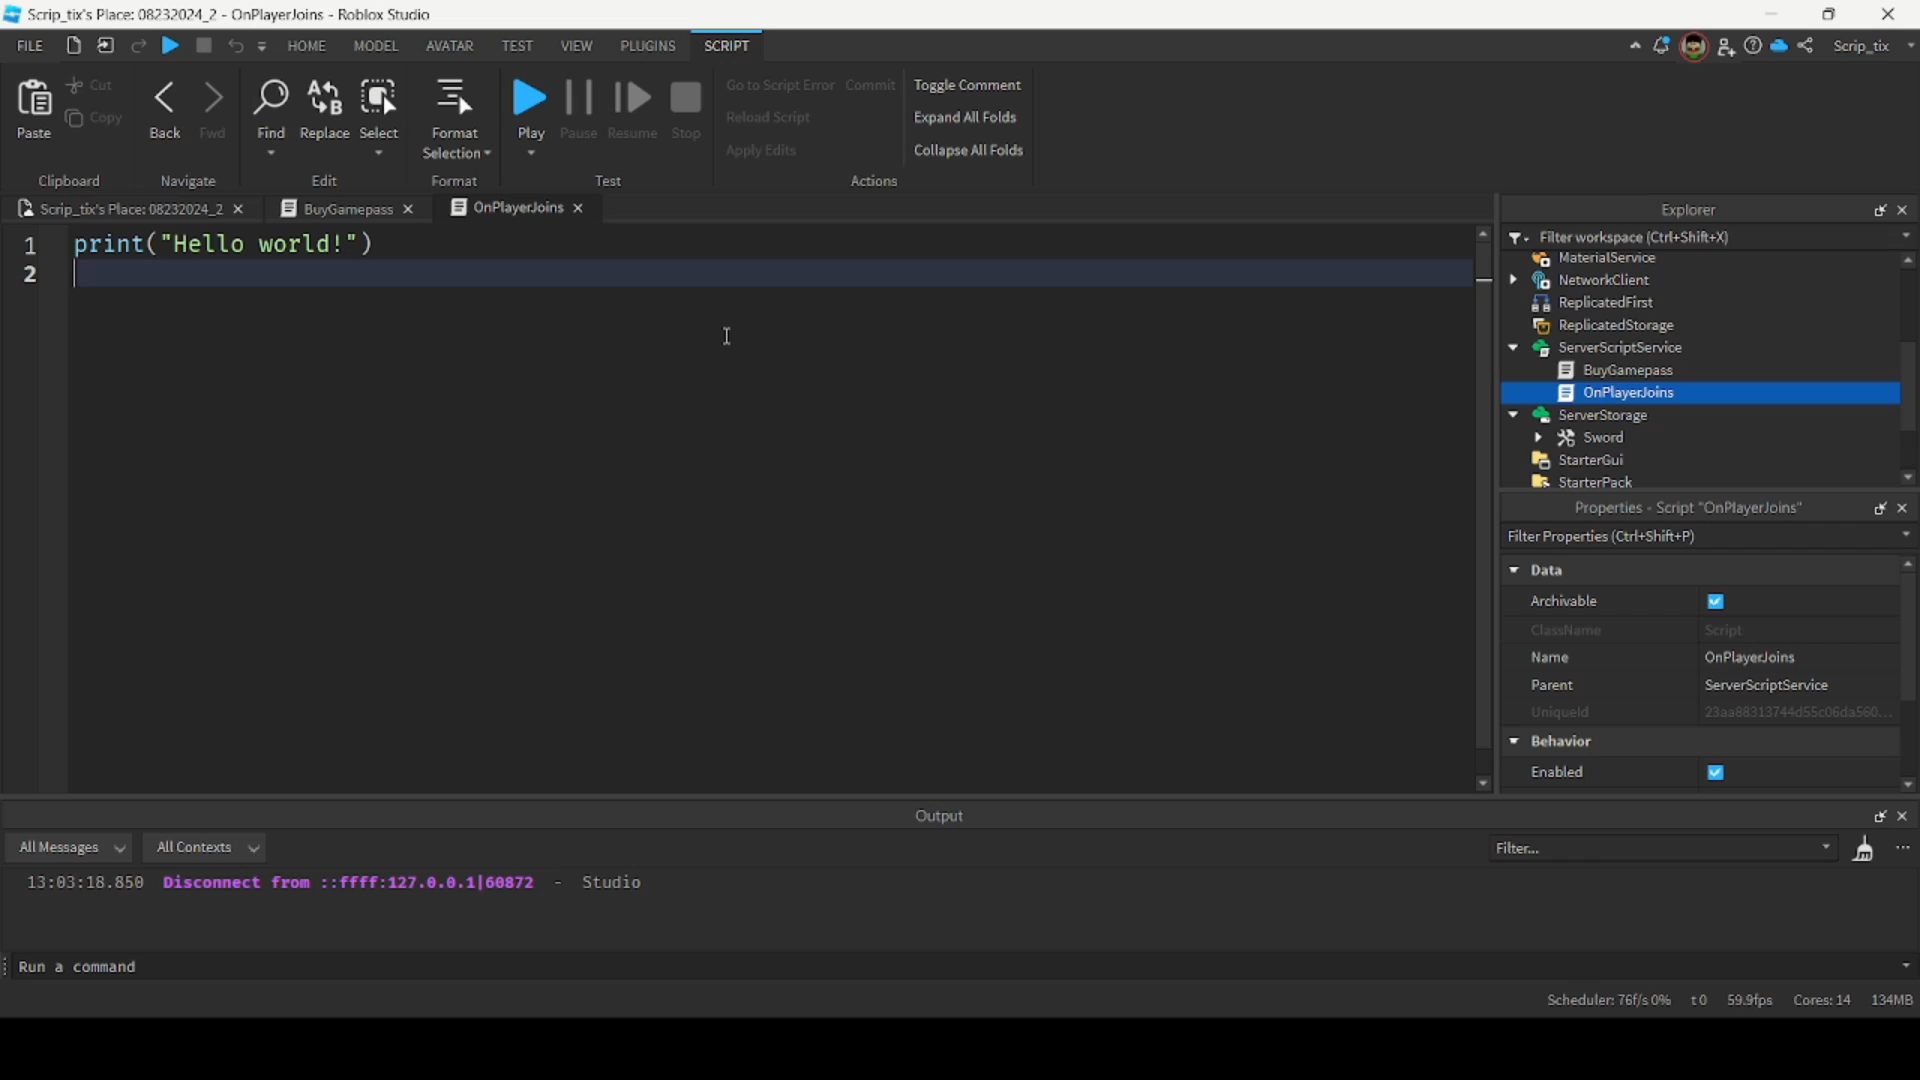 Scrip_tix's Place: 08232024_2 - OnPlayerJoins - Roblox Studio
FILE HOME MODEL AVATAR TEST VIEW PLUGINS SCRIPT Scrip_tix
Paste Cut Copy
Back Fwd
Find Replace Select
Format Selection
Play Pause Resume Stop
Go to Script Error Commit
Reload Script
Apply Edits
Toggle Comment
Expand All Folds
Collapse All Folds
Clipboard Navigate Edit Format Test Actions
Scrip_tix's Place: 08232024_2 BuyGamepass OnPlayerJoins
1 print("Hello world!")
2
Explorer
Filter workspace (Ctrl+Shift+X)
MaterialService
NetworkClient
ReplicatedFirst
ReplicatedStorage
ServerScriptService
BuyGamepass
OnPlayerJoins
ServerStorage
Sword
StarterGui
StarterPack
Properties - Script "OnPlayerJoins"
Filter Properties (Ctrl+Shift+P)
Data
Archivable
ClassName Script
Name OnPlayerJoins
Parent ServerScriptService
UniqueId 23aa88313744d55c06da560...
Behavior
Enabled
Output
All Messages All Contexts Filter...
13:03:18.850 Disconnect from ::ffff:127.0.0.1|60872 - Studio
Run a command
Scheduler: 76f/s 0% t 0 59.9fps Cores: 14 134MB